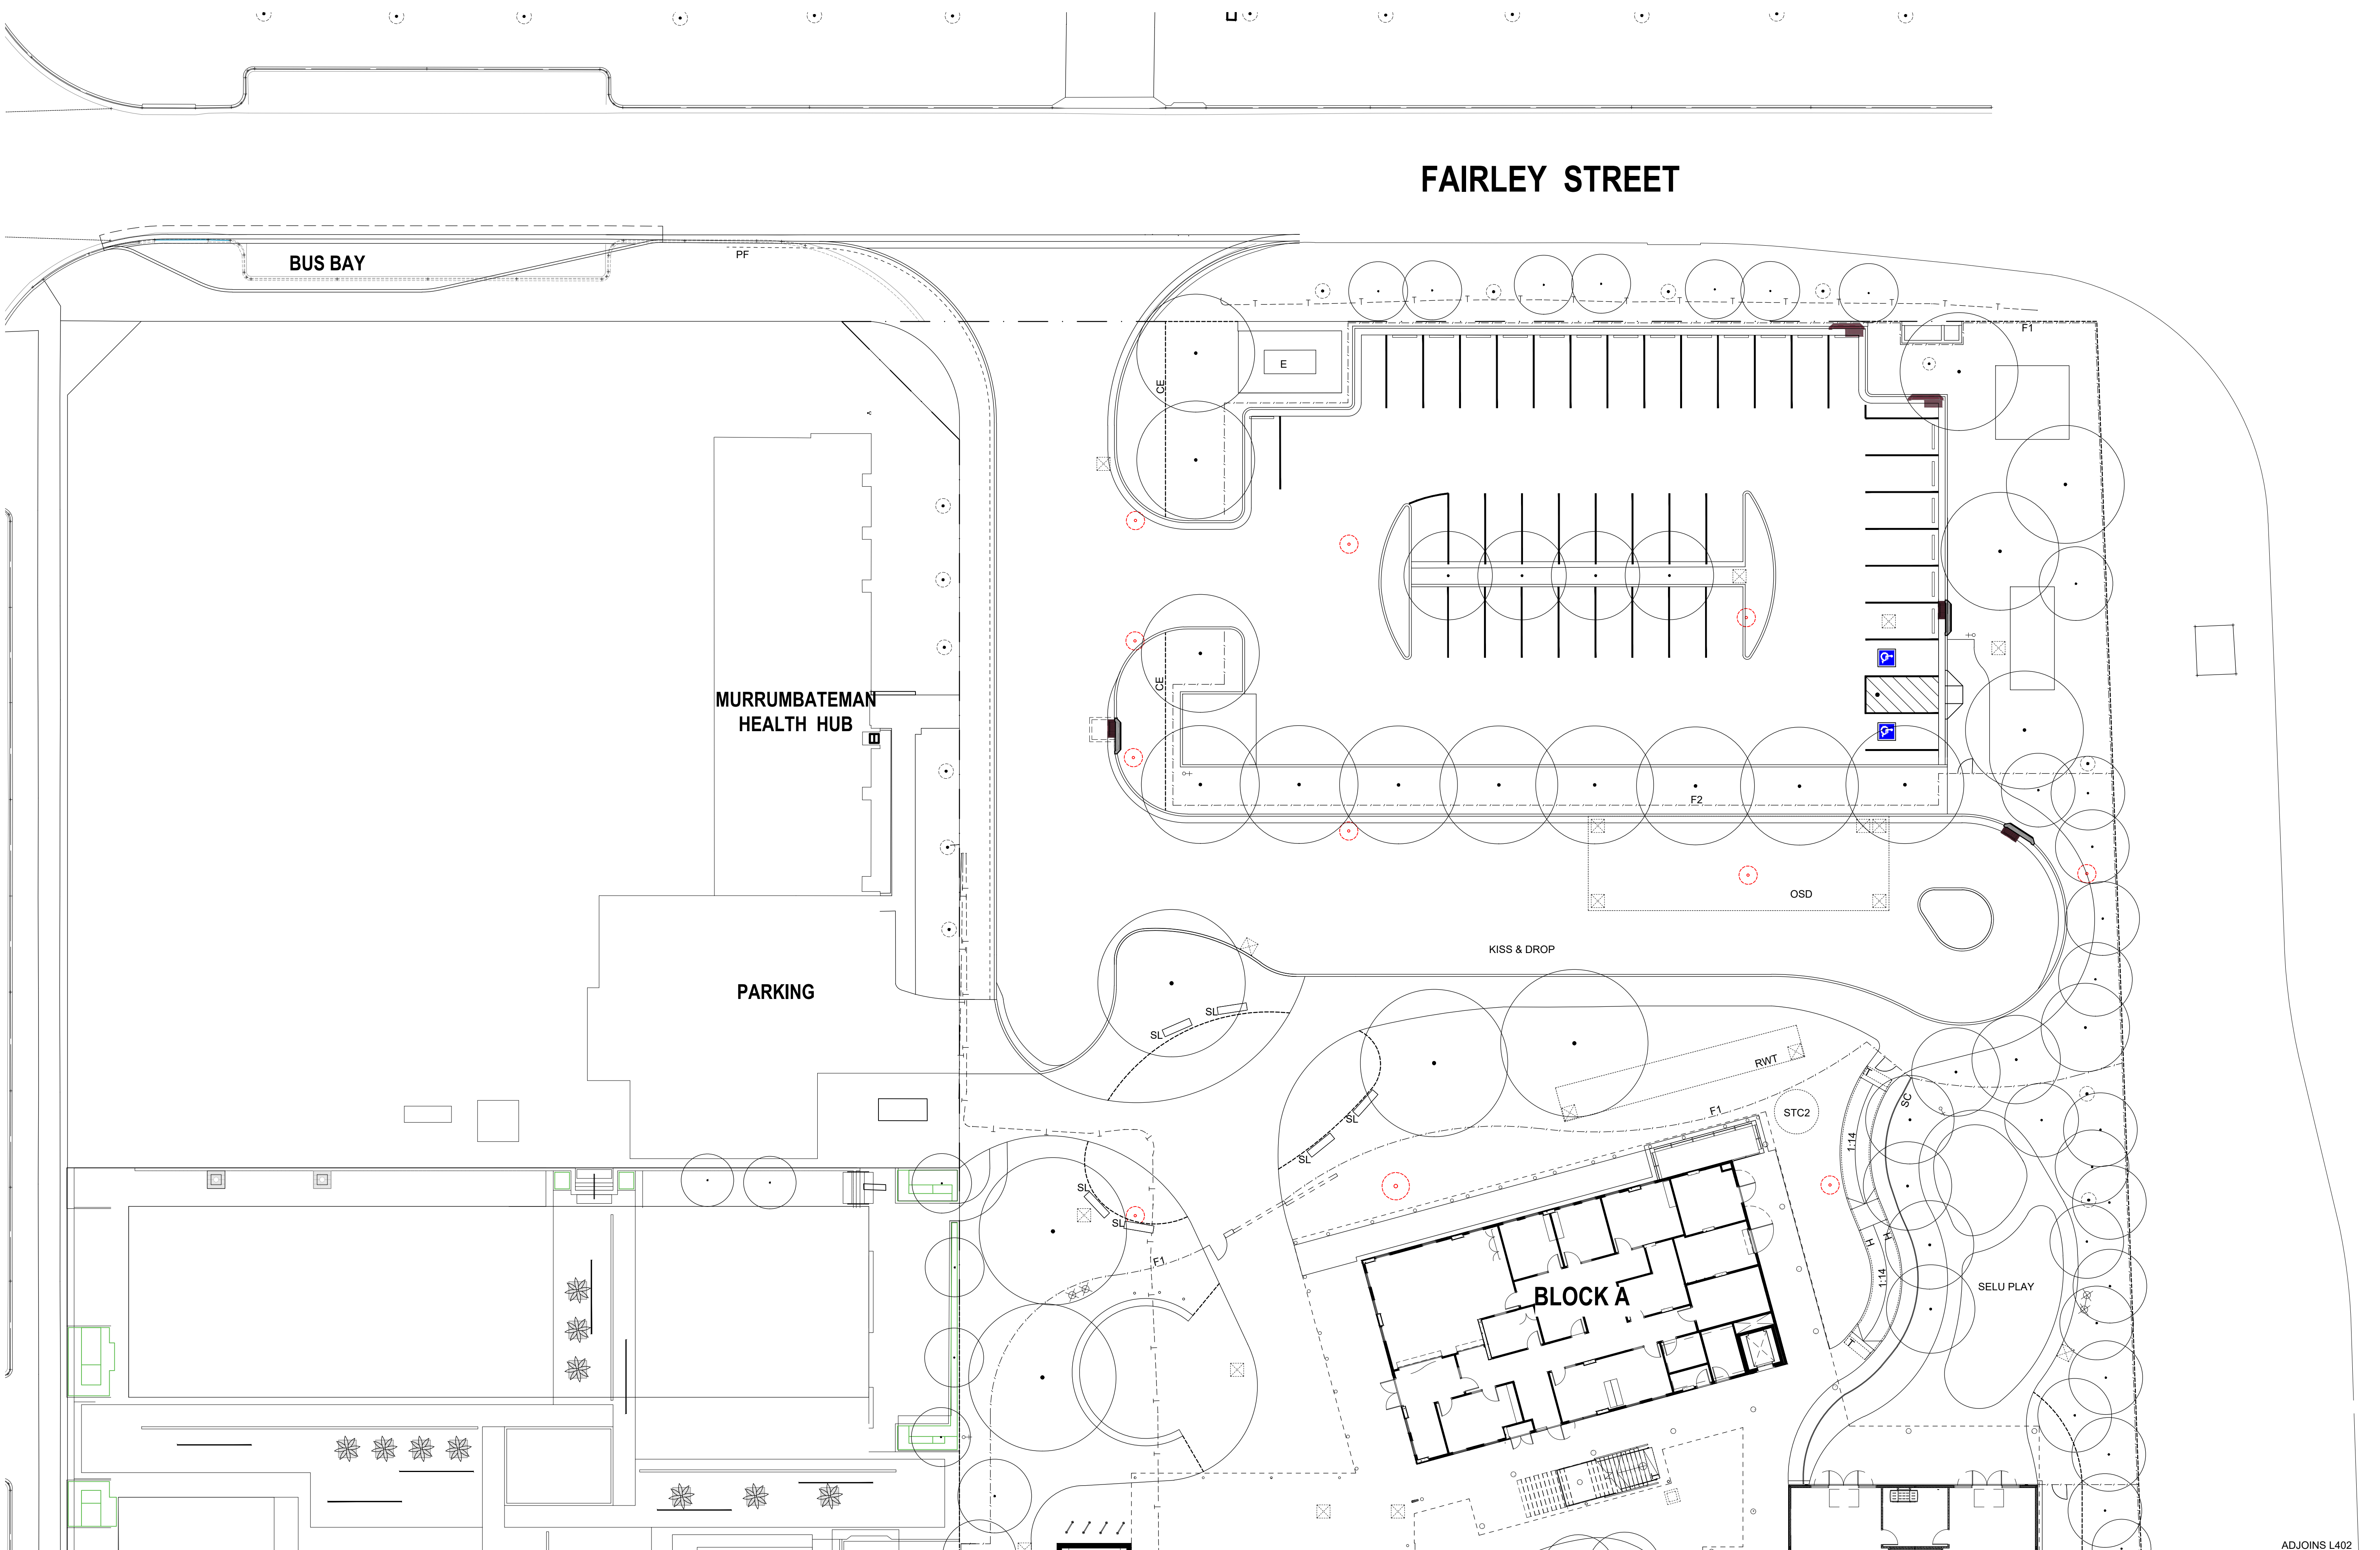 FAIRLEY STREET
BUS BAY
PF
F1
E
CE
MURRUMBATEMAN
HEALTH HUB
CE
F2
OSD
KISS & DROP
PARKING
SL
SL
RWT
F1
STC2
SC
T
SL
SL
1:14
SL
SL
H
H
F1
1:14
SELU PLAY
BLOCK A
T
ADJOINS L402